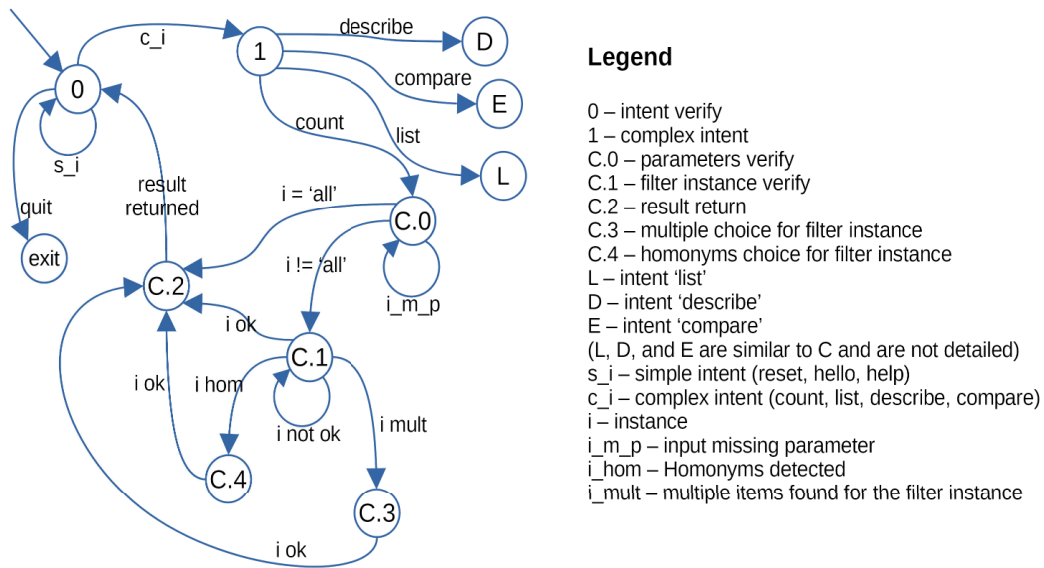 describe
D
c_i
1
compare
0
E
count
list
s_i
L
result
returned
i = ‘all’
C.0
quit
i != ‘all’
exit
C.2
i_m_p
i ok
C.1
i ok
i hom
i not ok
i mult
C.4
C.3
i ok
Legend
0 – intent verify
1 – complex intent
C.0 – parameters verify
C.1 – filter instance verify
C.2 – result return
C.3 – multiple choice for filter instance
C.4 – homonyms choice for filter instance
L – intent ‘list’
D – intent ‘describe’
E – intent ‘compare’
(L, D, and E are similar to C and are not detailed)
s_i – simple intent (reset, hello, help)
c_i – complex intent (count, list, describe, compare)
i – instance
i_m_p – input missing parameter
i_hom – Homonyms detected
i_mult – multiple items found for the filter instance